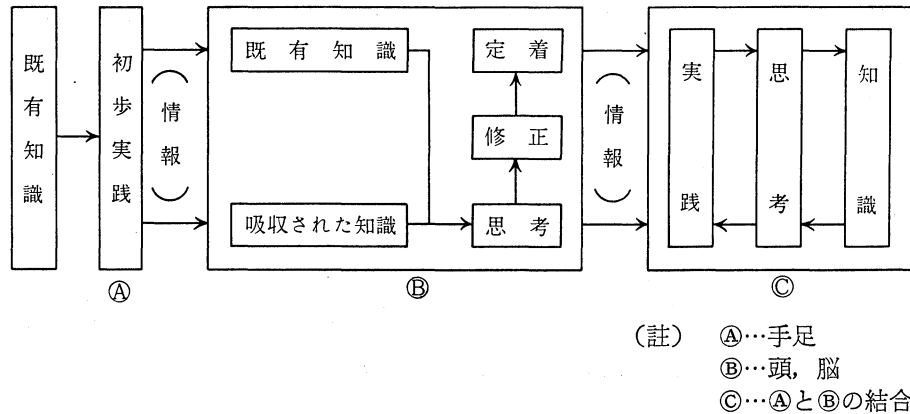 既有知識
初歩実践
（情報）
既有知識
吸収された知識
定着
修正
思考
（情報）
実践
思考
知識
Ⓐ
Ⓑ
Ⓒ
（註）　Ⓐ…手足
Ⓑ…頭，脳
Ⓒ…ⒶとⒷの結合